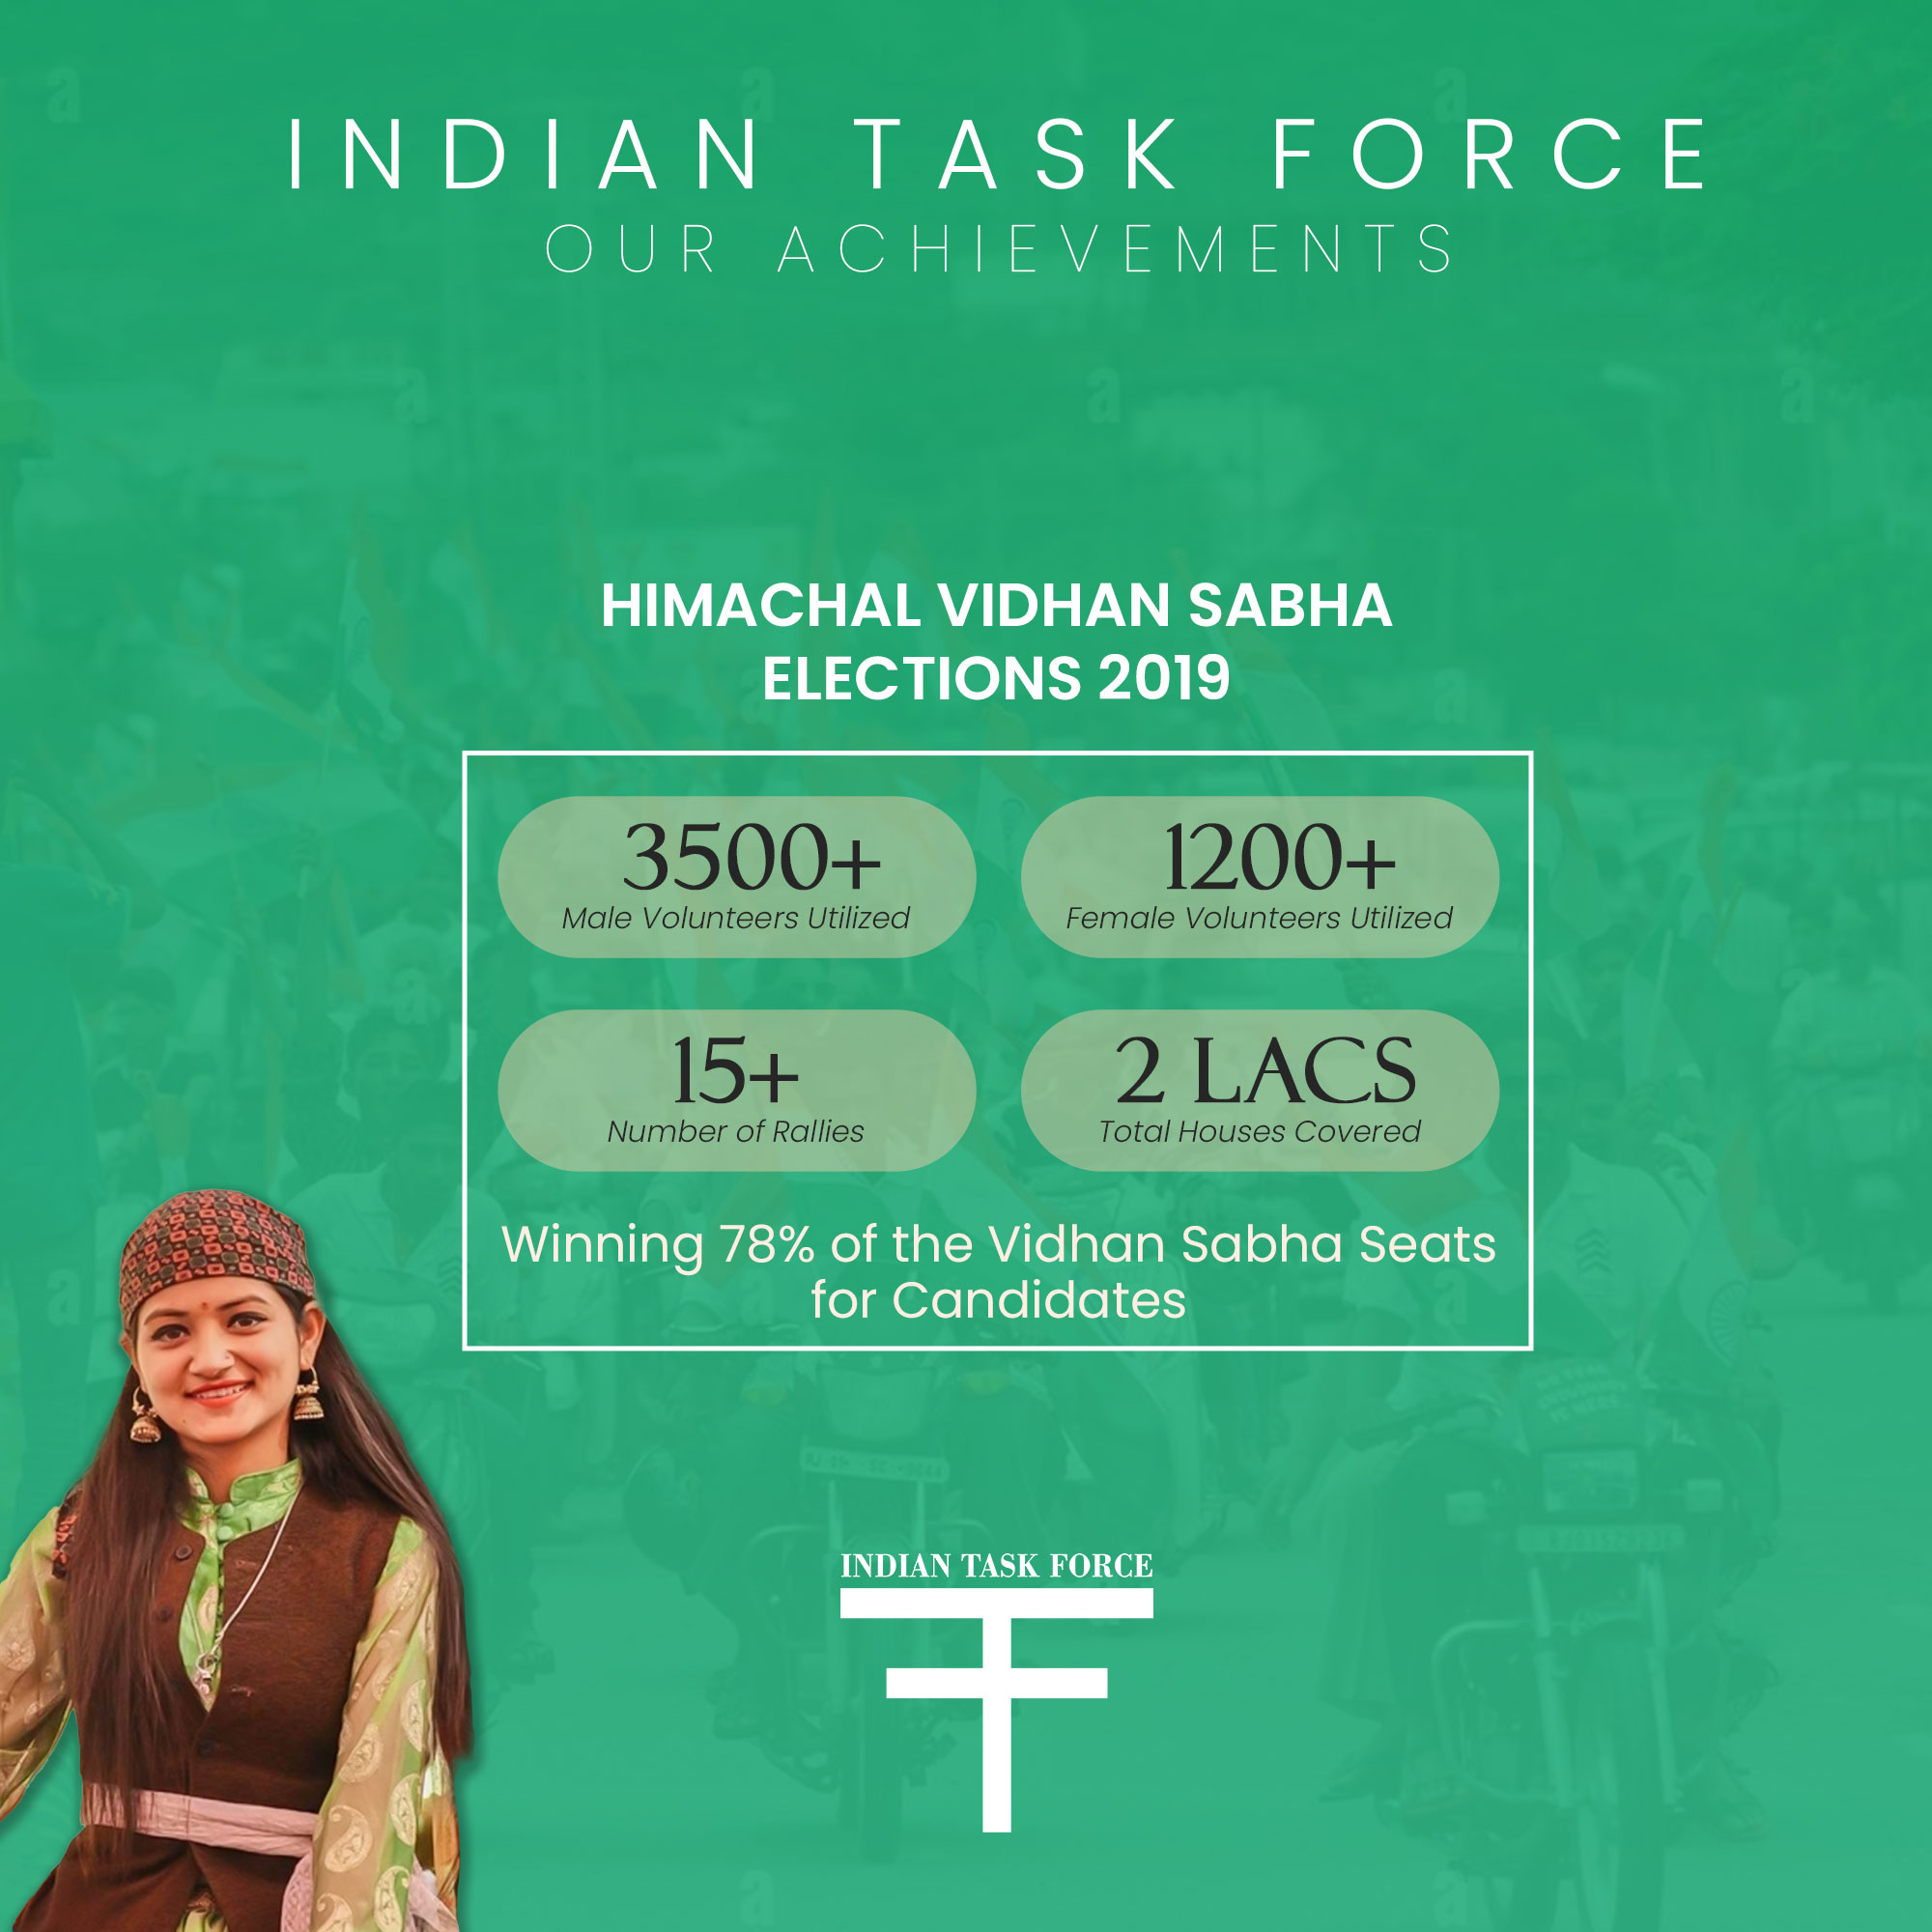 INDIAN TASK FORCE
OUR ACHIEVEMENTS
HIMACHAL VIDHAN SABHA
ELECTIONS 2019
3500+
Male Volunteers Utilized
1200+
Female Volunteers Utilized
15+
Number of Rallies
2 LACS
Total Houses Covered
Winning 78% of the Vidhan Sabha Seats
for Candidates
INDIAN TASK FORCE